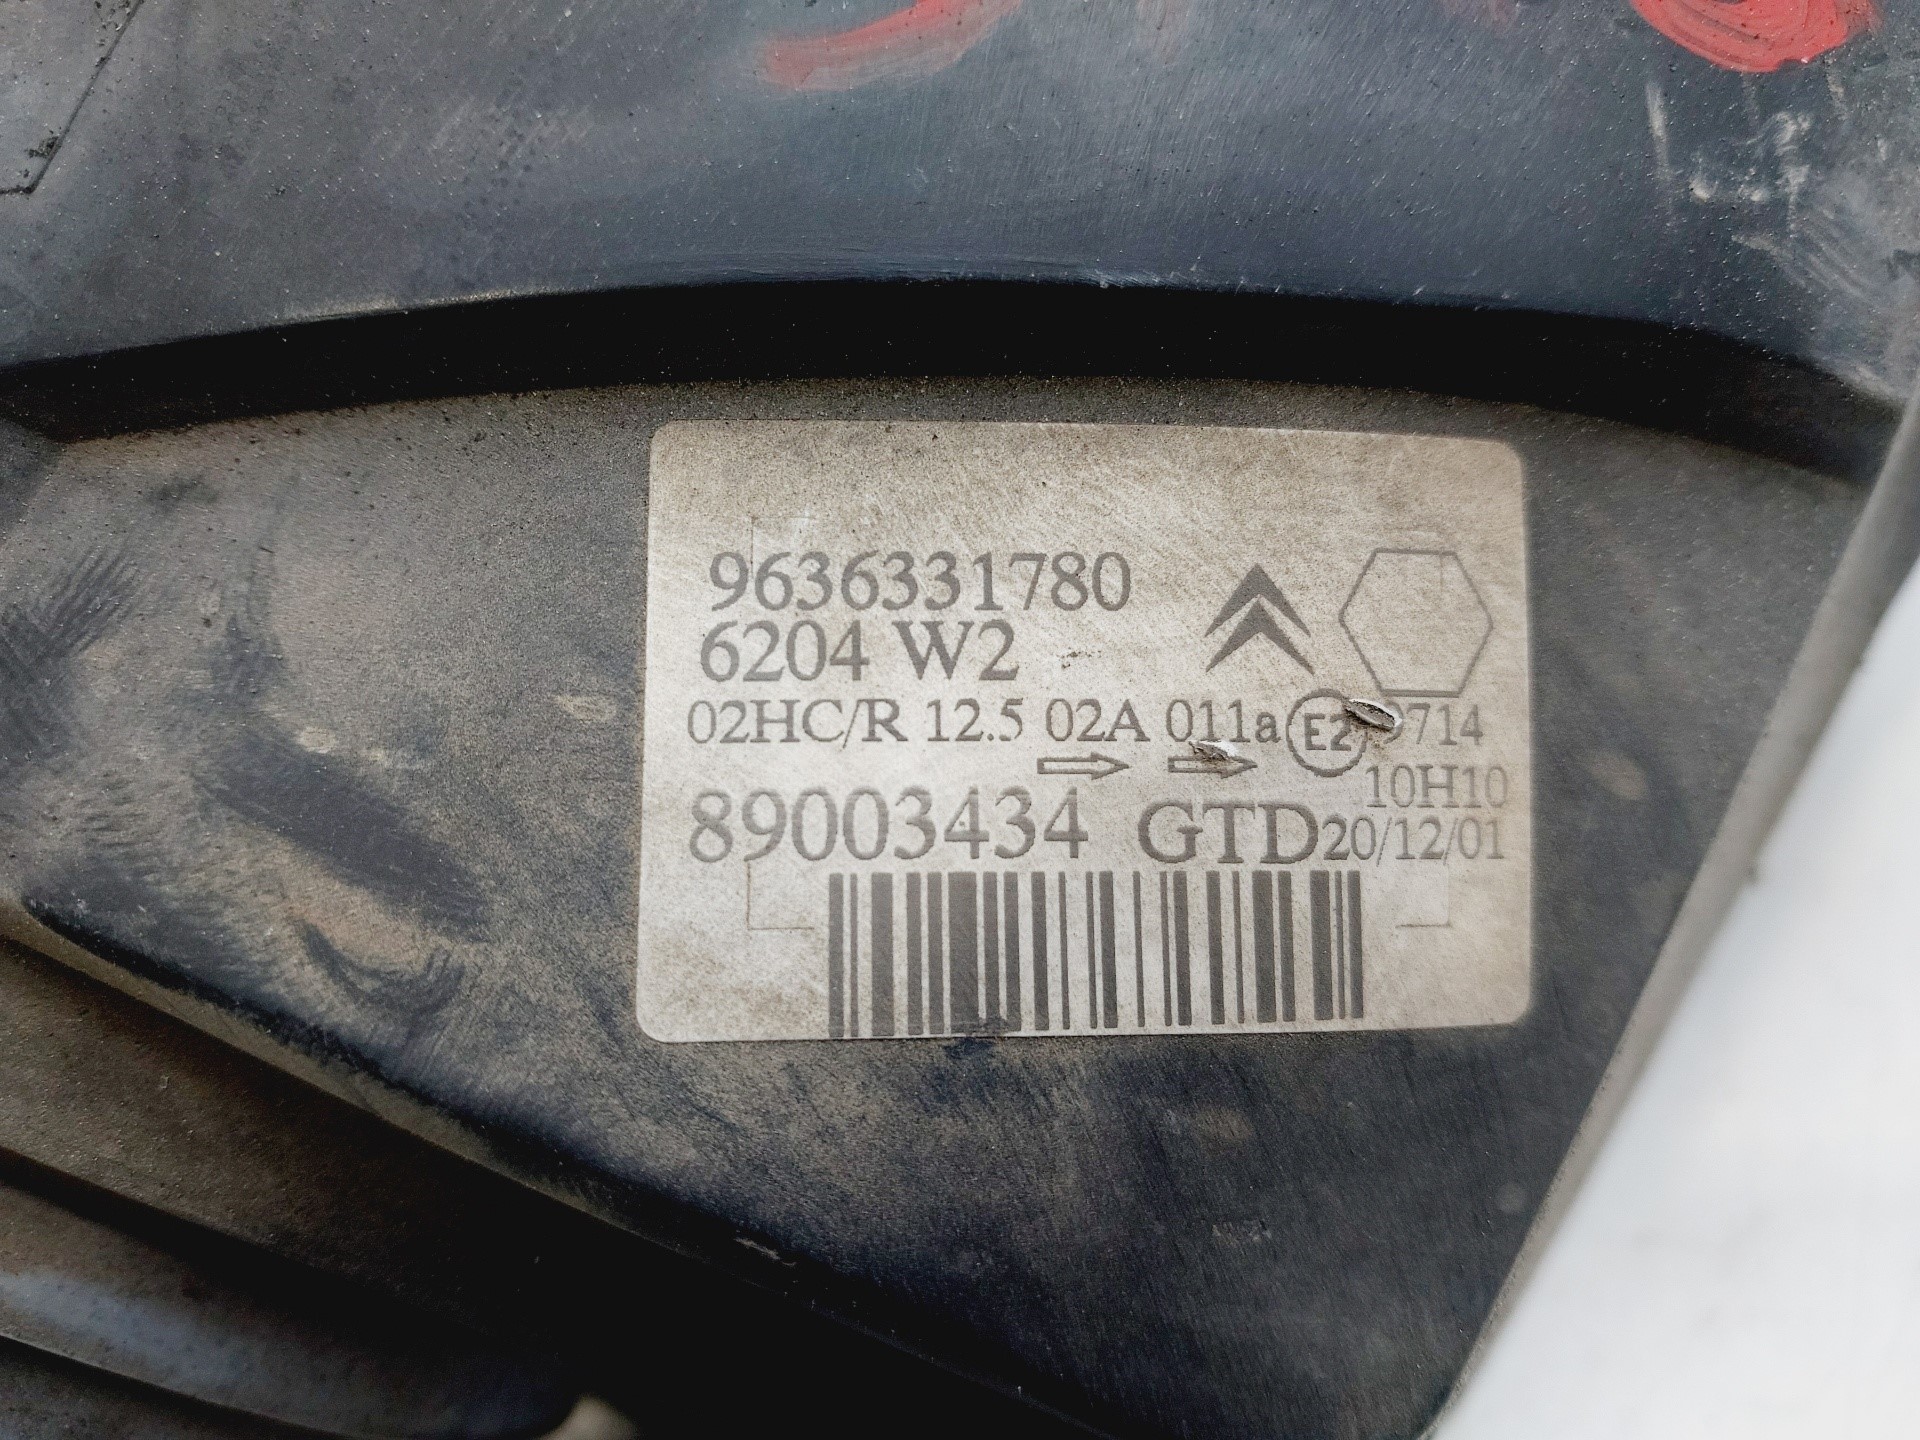 9636331780
6204 W2
02HC/R 12.5 02A 011a E2
10H10
89003434 GTD 20/12/01